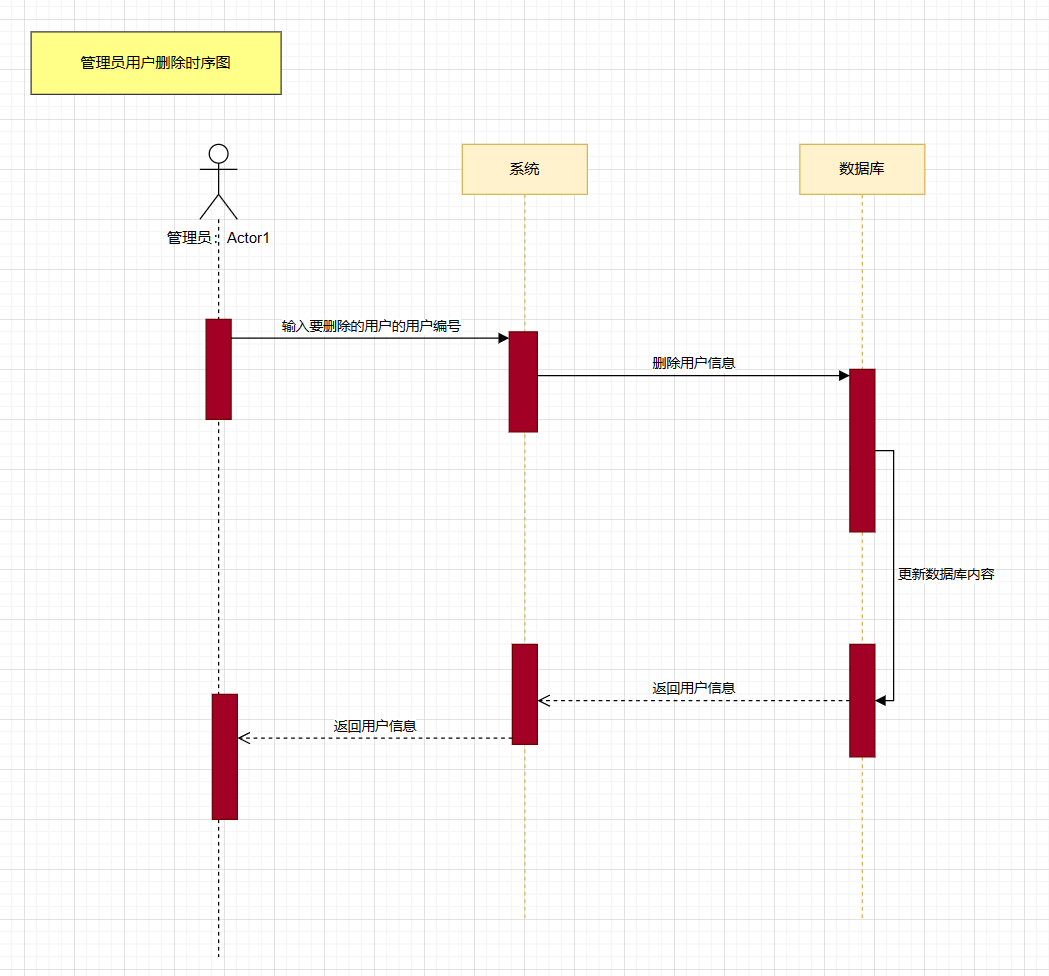 管理员用户删除时序图
系统
数据库
管理员：Actor1
输入要删除的用户的用户编号
删除用户信息
更新数据库内容
返回用户信息
返回用户信息